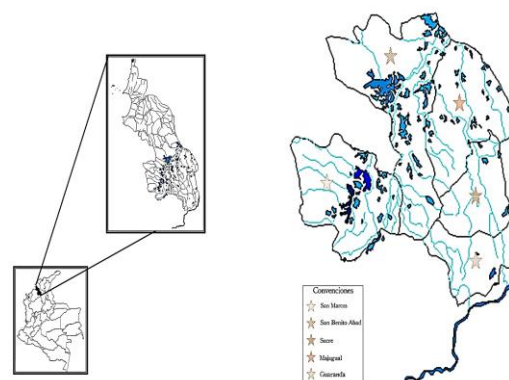 Convenciones
San Marcos
San Benito Abad
Sucre
Majagual
Guaranda